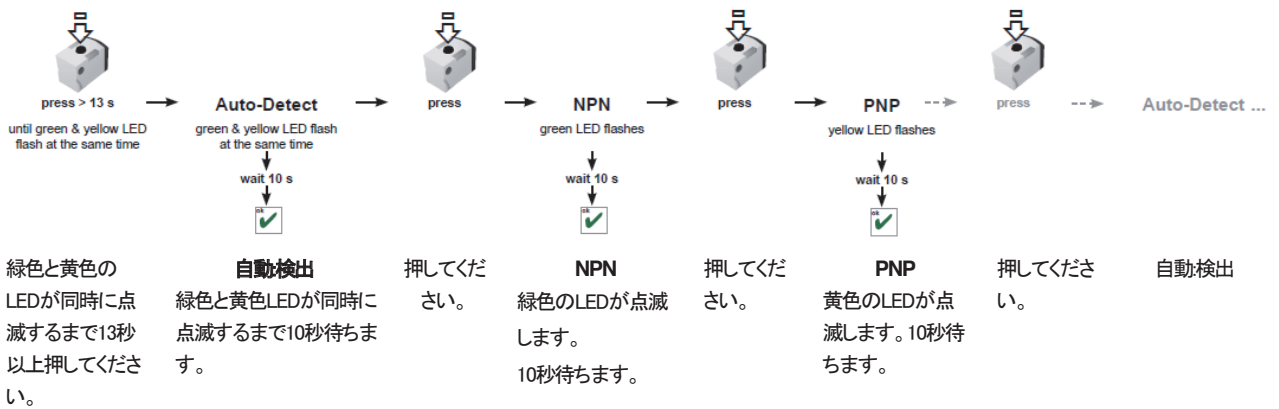 press > 13 s
until green & yellow LED
flash at the same time
Auto-Detect
green & yellow LED flash
at the same time
wait 10 s
ok
press
NPN
green LED flashes
wait 10 s
ok
press
PNP
yellow LED flashes
wait 10 s
ok
press
Auto-Detect ...
緑色と黄色の
LEDが同時に点
滅するまで13秒
以上押してくださ
い。
自動検出
緑色と黄色LEDが同時に
点滅するまで10秒待ちま
す。
押してくだ
さい。
NPN
緑色のLEDが点滅
します。
10秒待ちます。
押してくだ
さい。
PNP
黄色のLEDが点
滅します。10秒待
ちます。
押してくださ
い。
自動検出